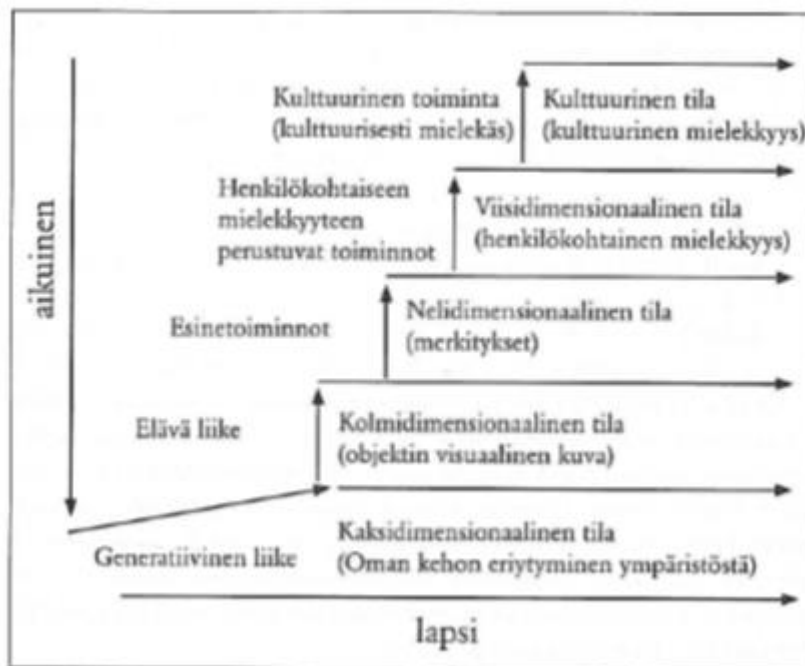 Kulttuurinen toiminta
(kulttuurisesti mielekäs)
Kulttuurinen tila
(kulttuurinen mielekkyys)
Henkilökohtaiseen
mielekkyyteen
perustuvat toiminnot
Viisidimensionaalinen tila
(henkilökohtainen mielekkyys)
aikuinen
Esinetoiminnot
Nelidimensionaalinen tila
(merkitykset)
Elävä liike
Kolmidimensionaalinen tila
(objektin visuaalinen kuva)
Generatiivinen liike
Kaksidimensionaalinen tila
(Oman kehon eriytyminen ympäristöstä)
lapsi